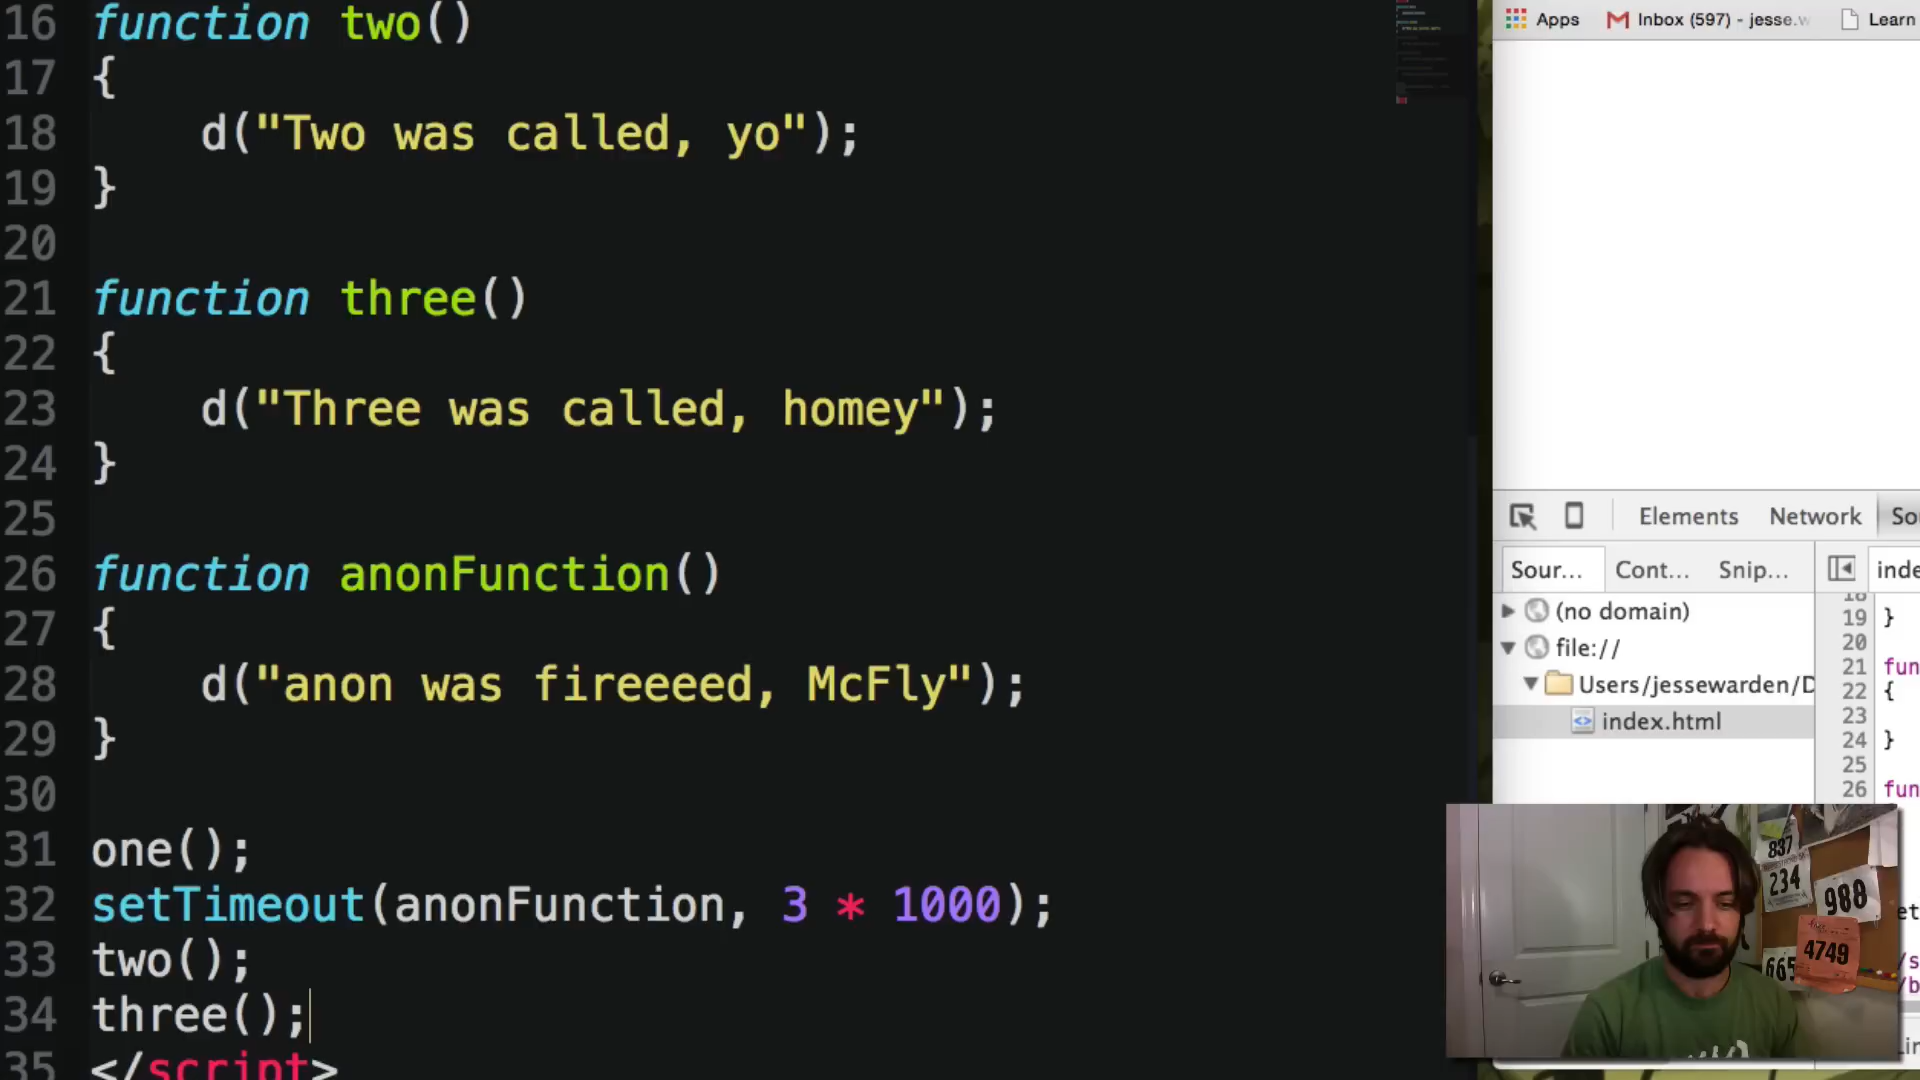 16 function two()
17 {
18 d("Two was called, yo");
19 }
20
21 function three()
22 {
23 d("Three was called, homey");
24 }
25
26 function anonFunction()
27 {
28 d("anon was fireeeed, McFly");
29 }
30
31 one();
32 setTimeout(anonFunction, 3 * 1000);
33 two();
34 three();
35 </script>
Apps Inbox (597) - jesse.w Learn
Elements Network So
Sour... Cont... Snip... inde
(no domain)
file://
Users/jessewarden/D
index.html
18
19 }
20
21 fun
22 {
23
24 }
25
26 fun
837
234
988
4749
665